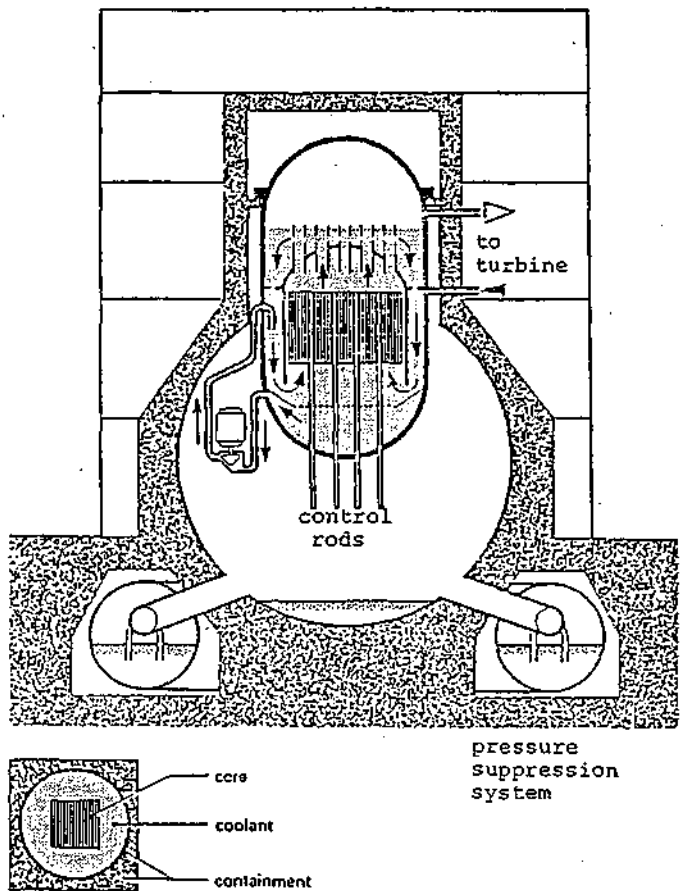 to
turbine
control
rods
pressure
suppression
system
core
coolant
containment